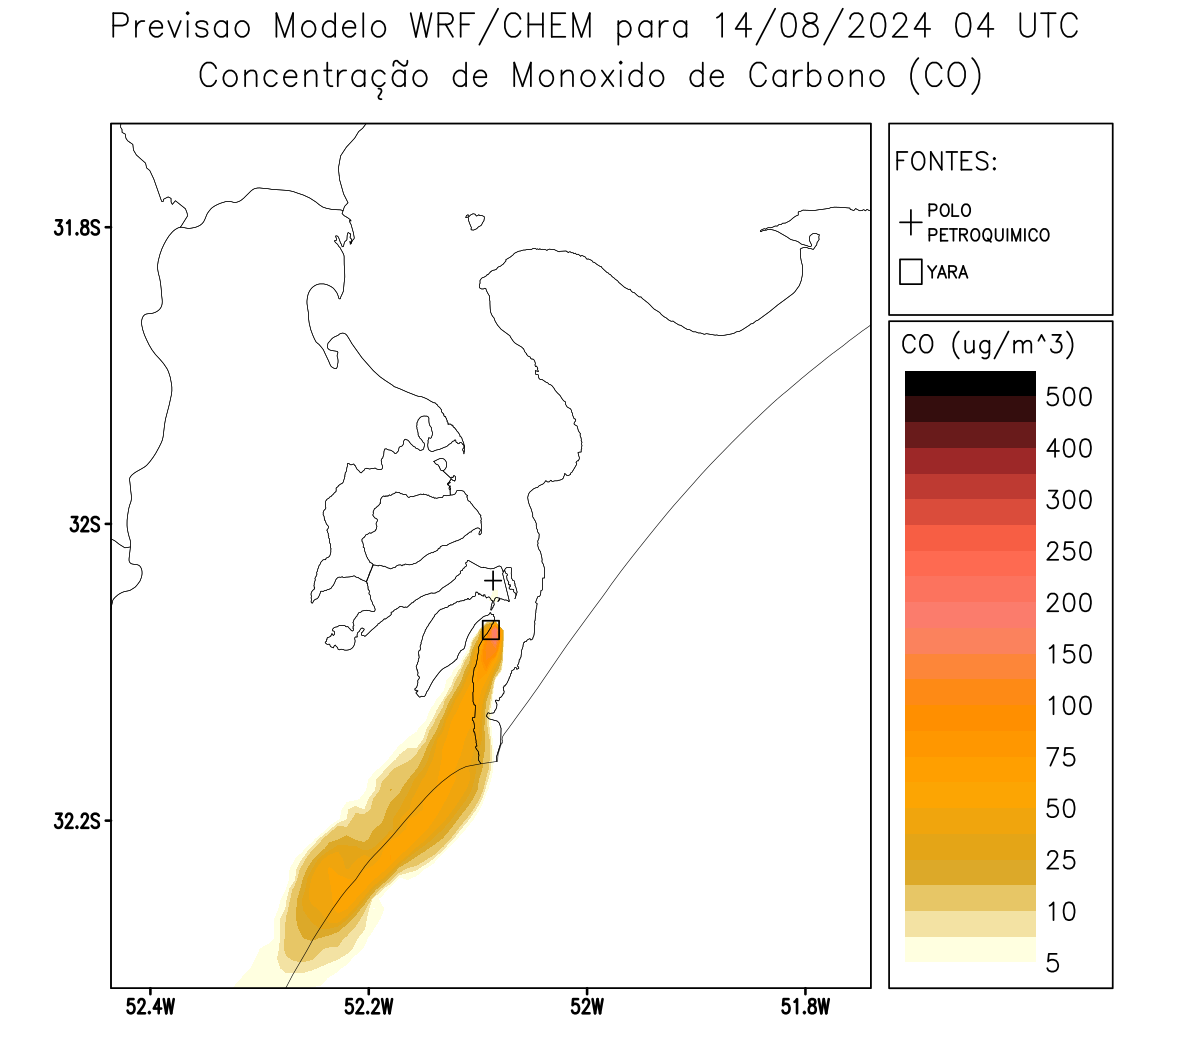 Previsao Modelo WRF/CHEM para 14/08/2024 04 UTC
Concentração de Monoxido de Carbono (CO)
FONTES:
POLO
PETROQUIMICO
YARA
CO (ug/m^3)
500
400
300
250
200
150
100
75
50
25
10
5
31.8S
32S
32.2S
52.4W
52.2W
52W
51.8W